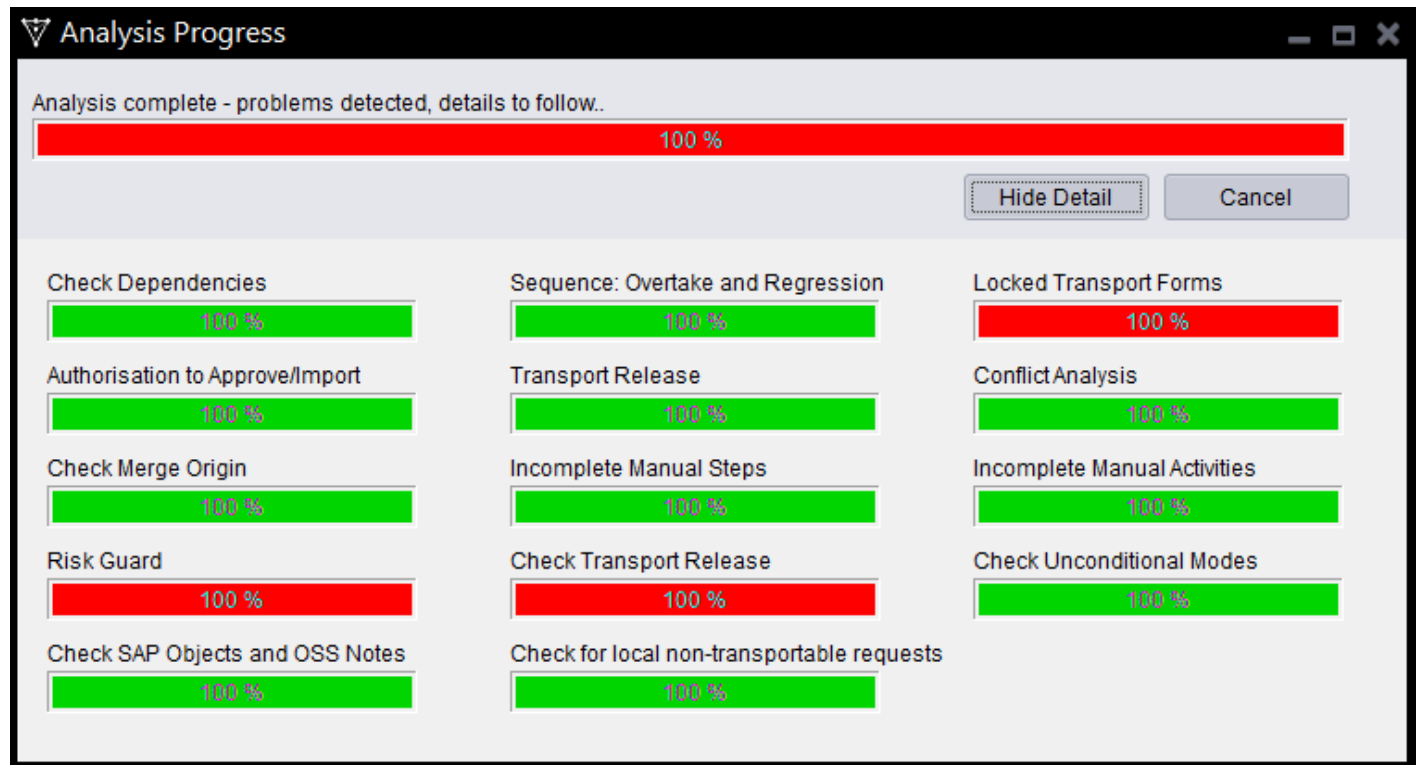 Analysis Progress
Analysis complete - problems detected, details to follow..
100 %
Hide Detail Cancel
Check Dependencies Sequence: Overtake and Regression Locked Transport Forms
100 % 100 % 100 %
Authorisation to Approve/Import Transport Release Conflict Analysis
100 % 100 % 100 %
Check Merge Origin Incomplete Manual Steps Incomplete Manual Activities
100 % 100 % 100 %
Risk Guard Check Transport Release Check Unconditional Modes
100 % 100 % 100 %
Check SAP Objects and OSS Notes Check for local non-transportable requests
100 % 100 %